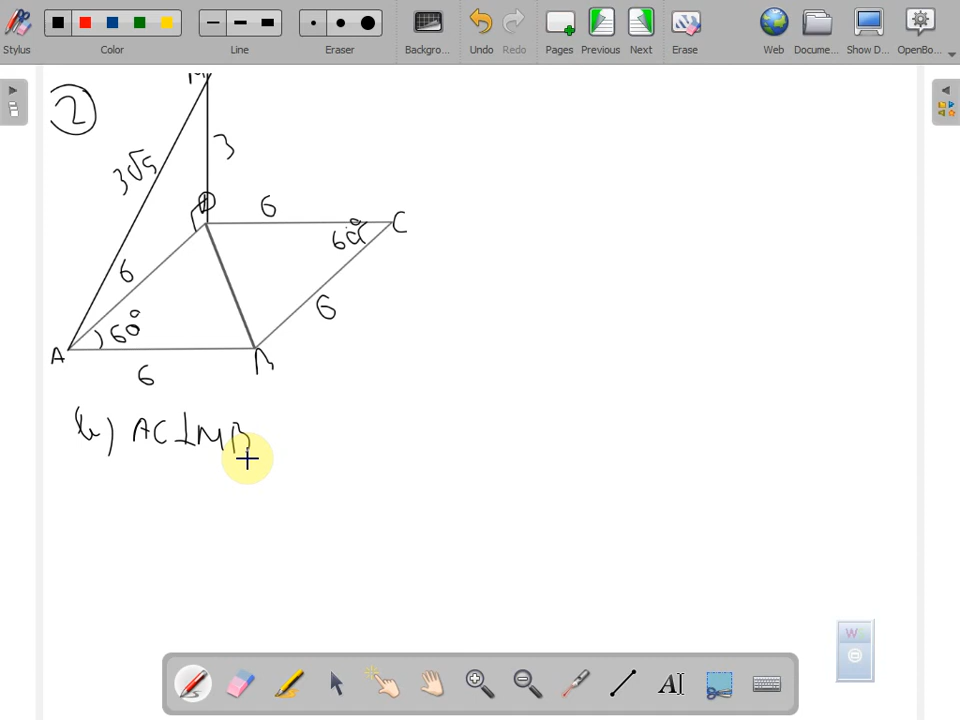 Stylus
Color
Line
Eraser
Backgro...
Undo
Redo
Pages
Previous
Next
Erase
Web
Docume...
Show D...
OpenBo...
2
M
3√5
3
D
6
C
60°
6
6
60°
A
6
B
b) AC⊥MB
W